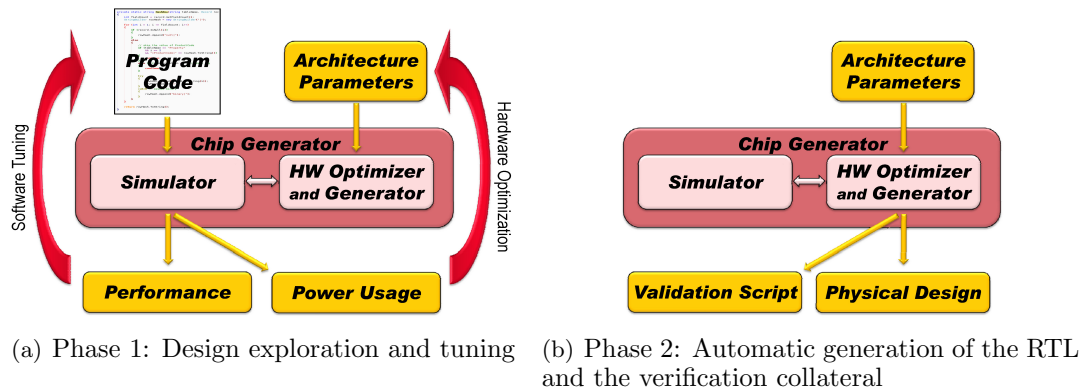 Program
Code
Architecture
Parameters
Software Tuning
Hardware Optimization
Chip Generator
Simulator
HW Optimizer
and Generator
Performance
Power Usage
(a) Phase 1: Design exploration and tuning
Architecture
Parameters
Chip Generator
Simulator
HW Optimizer
and Generator
Validation Script
Physical Design
(b) Phase 2: Automatic generation of the RTL
and the verification collateral